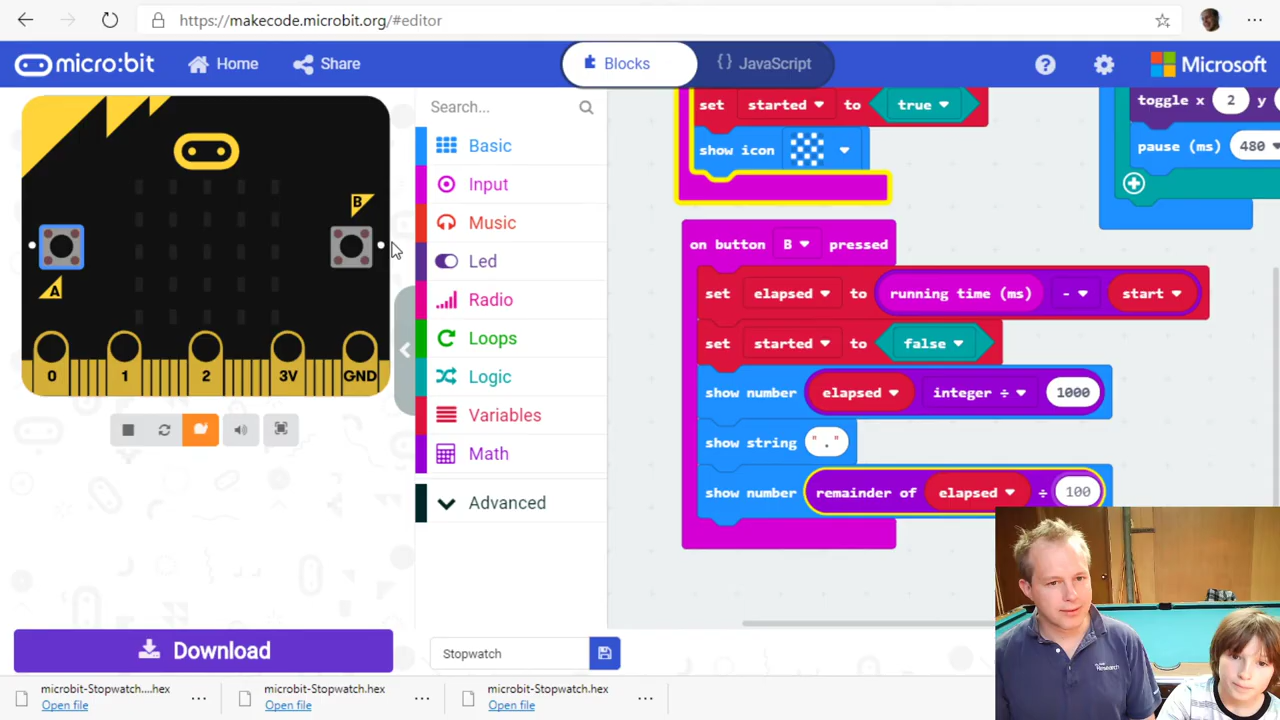 https://makecode.microbit.org/#editor
micro:bit Home Share Blocks {} JavaScript Microsoft
Search...
Basic
Input
Music
Led
Radio
Loops
Logic
Variables
Math
Advanced
B
A
0 1 2 3V GND
set started to true
show icon
toggle x 2 y
pause (ms) 480
on button B pressed
set elapsed to running time (ms) - start
set started to false
show number elapsed integer ÷ 1000
show string "."
show number remainder of elapsed ÷ 100
Download
Stopwatch
microbit-Stopwatch....hex
Open file
microbit-Stopwatch.hex
Open file
microbit-Stopwatch.hex
Open file
Research